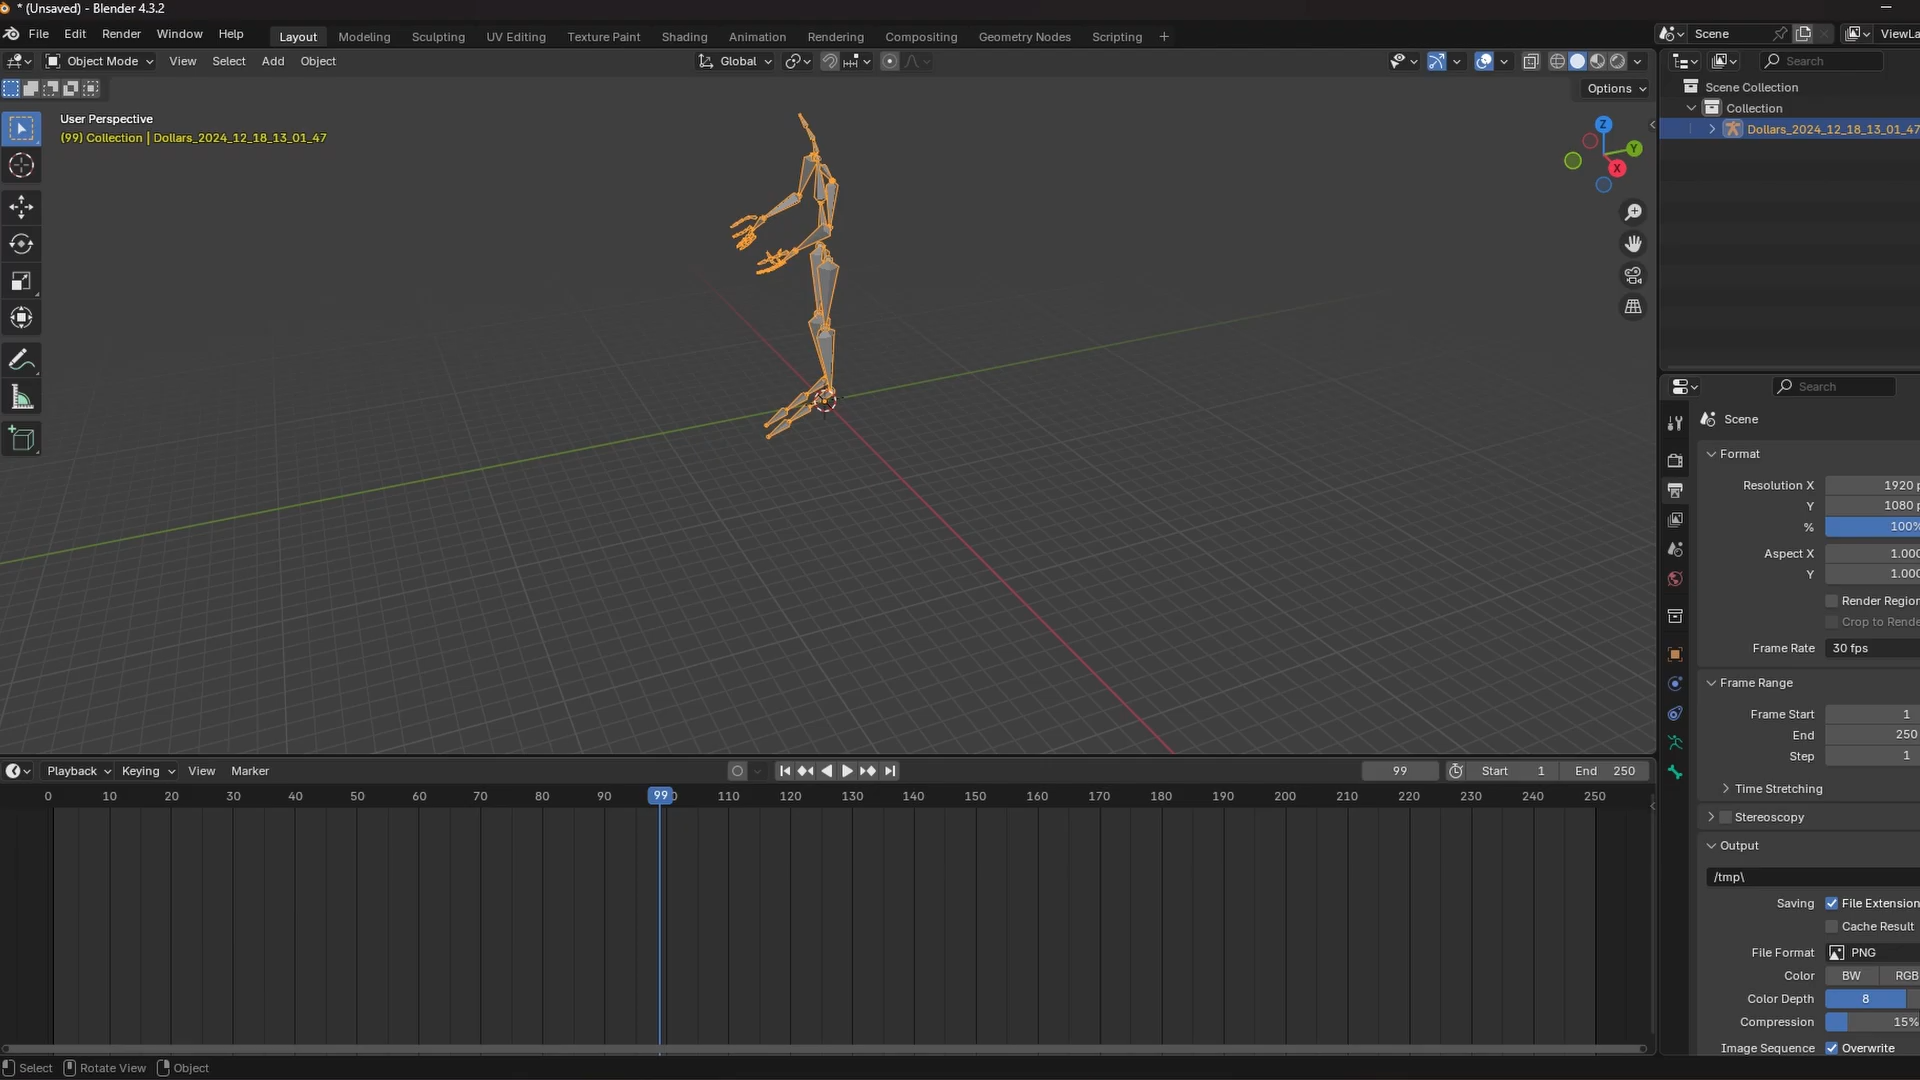 * (Unsaved) - Blender 4.3.2
File Edit Render Window Help Layout Modeling Sculpting UV Editing Texture Paint Shading Animation Rendering Compositing Geometry Nodes Scripting + Scene ViewLa
Object Mode View Select Add Object Global Search
Options
Scene Collection
Collection
Dollars_2024_12_18_13_01_47
User Perspective
(99) Collection | Dollars_2024_12_18_13_01_47
Z
Y
X
Search
Scene
Format
Resolution X 1920 p
Y 1080 p
% 100%
Aspect X 1.000
Y 1.000
Render Region
Crop to Rende
Frame Rate 30 fps
Frame Range
Frame Start 1
End 250
Step 1
Time Stretching
Stereoscopy
Output
/tmp\
Saving File Extension
Cache Result
File Format PNG
Color BW RGB
Color Depth 8
Compression 15%
Image Sequence Overwrite
Playback Keying View Marker 99 Start 1 End 250
0 10 20 30 40 50 60 70 80 90 99 110 120 130 140 150 160 170 180 190 200 210 220 230 240 250
Select Rotate View Object